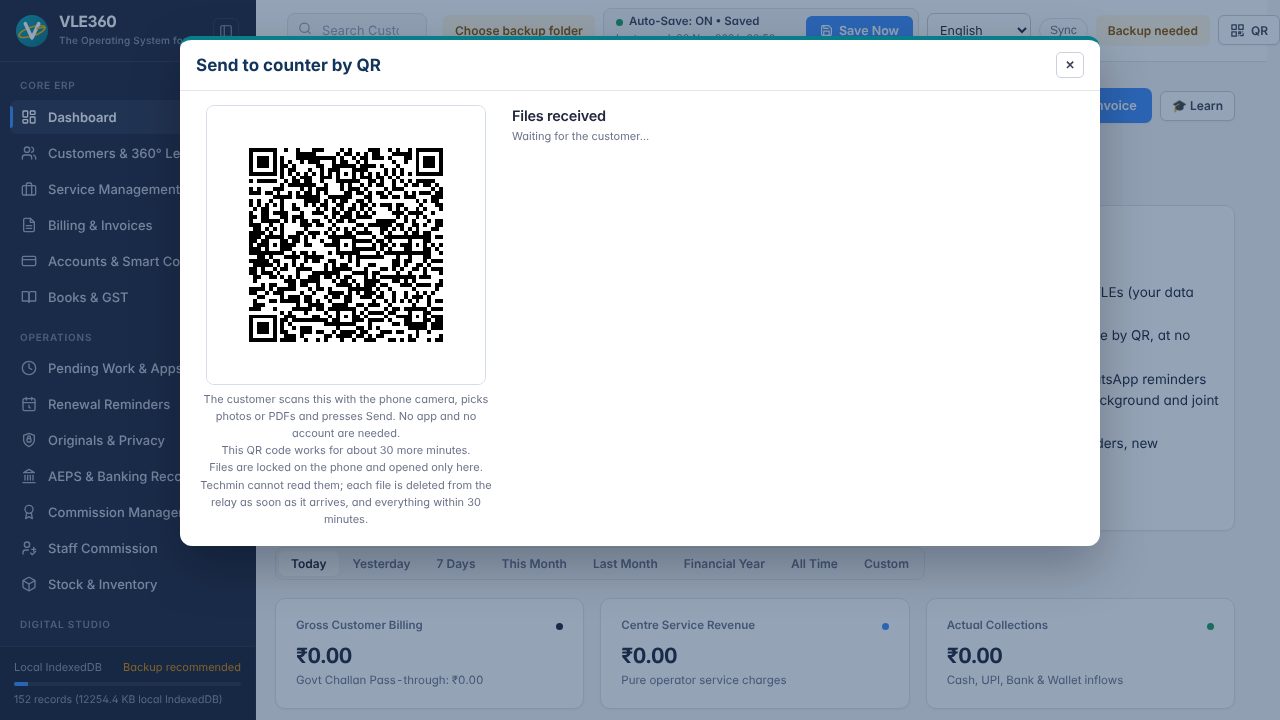 VLE360
The Operating System for
Search Custo
Choose backup folder
Auto-Save: ON • Saved
Save Now
English
Sync
Backup needed
QR
Send to counter by QR
×
CORE ERP
Dashboard
Customers & 360° Le
Service Management
Billing & Invoices
Accounts & Smart Co
Books & GST
OPERATIONS
Pending Work & Apps
Renewal Reminders
Originals & Privacy
AEPS & Banking Reco
Commission Manager
Staff Commission
Stock & Inventory
DIGITAL STUDIO
Local IndexedDB
Backup recommended
152 records (12254.4 KB local IndexedDB)
Files received
Waiting for the customer...
The customer scans this with the phone camera, picks
photos or PDFs and presses Send. No app and no
account are needed.
This QR code works for about 30 more minutes.
Files are locked on the phone and opened only here.
Techmin cannot read them; each file is deleted from the
relay as soon as it arrives, and everything within 30
minutes.
nvoice
🎓 Learn
LEs (your data
e by QR, at no
tsApp reminders
ckground and joint
ders, new
Today
Yesterday
7 Days
This Month
Last Month
Financial Year
All Time
Custom
Gross Customer Billing
₹0.00
Govt Challan Pass-through: ₹0.00
Centre Service Revenue
₹0.00
Pure operator service charges
Actual Collections
₹0.00
Cash, UPI, Bank & Wallet inflows